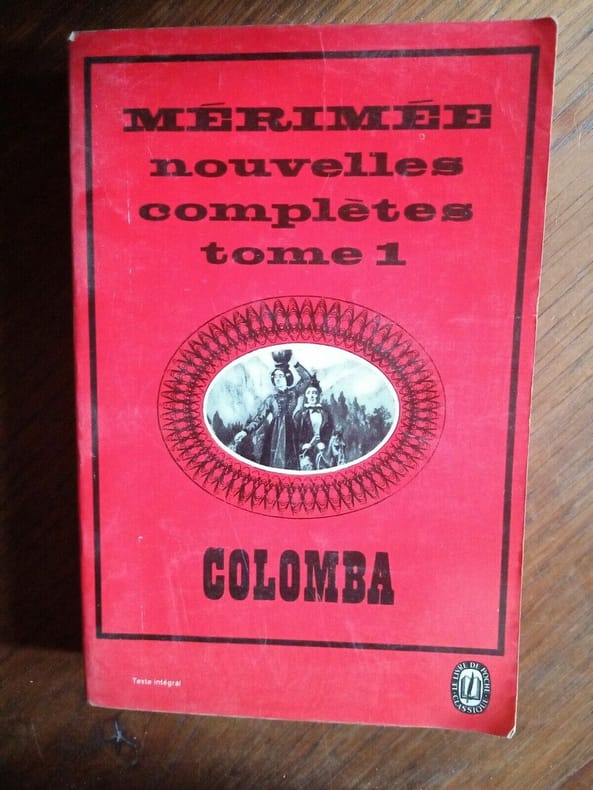 MÉRIMÉE
nouvelles
complètes
tome 1
COLOMBA
Texte intégral
LE LIVRE DE POCHE
CLASSIQUE